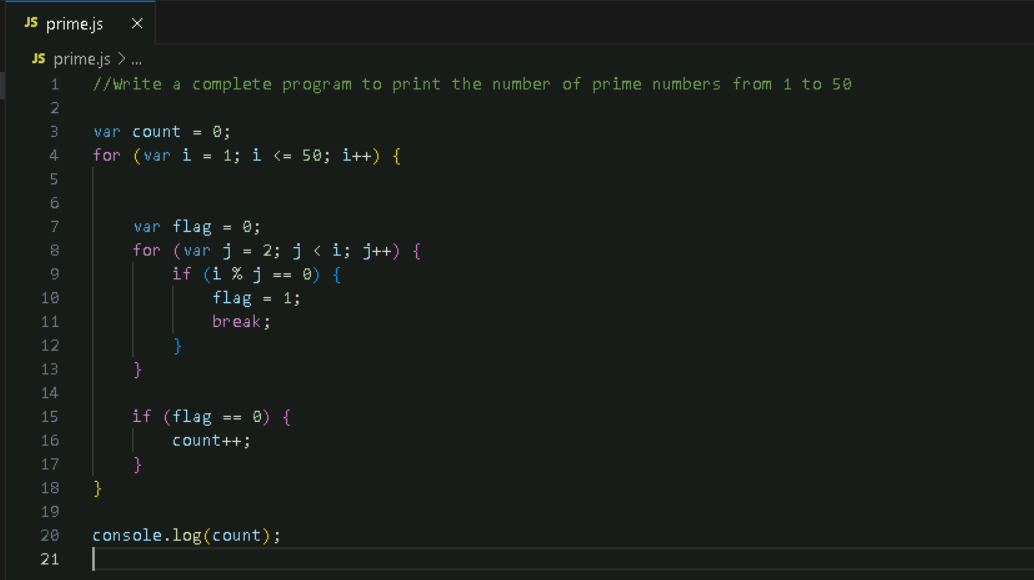 JS prime.js ×
JS prime.js > ...
1 //Write a complete program to print the number of prime numbers from 1 to 50
2
3 var count = 0;
4 for (var i = 1; i <= 50; i++) {
5
6
7     var flag = 0;
8     for (var j = 2; j < i; j++) {
9         if (i % j == 0) {
10             flag = 1;
11             break;
12         }
13     }
14
15     if (flag == 0) {
16         count++;
17     }
18 }
19
20 console.log(count);
21